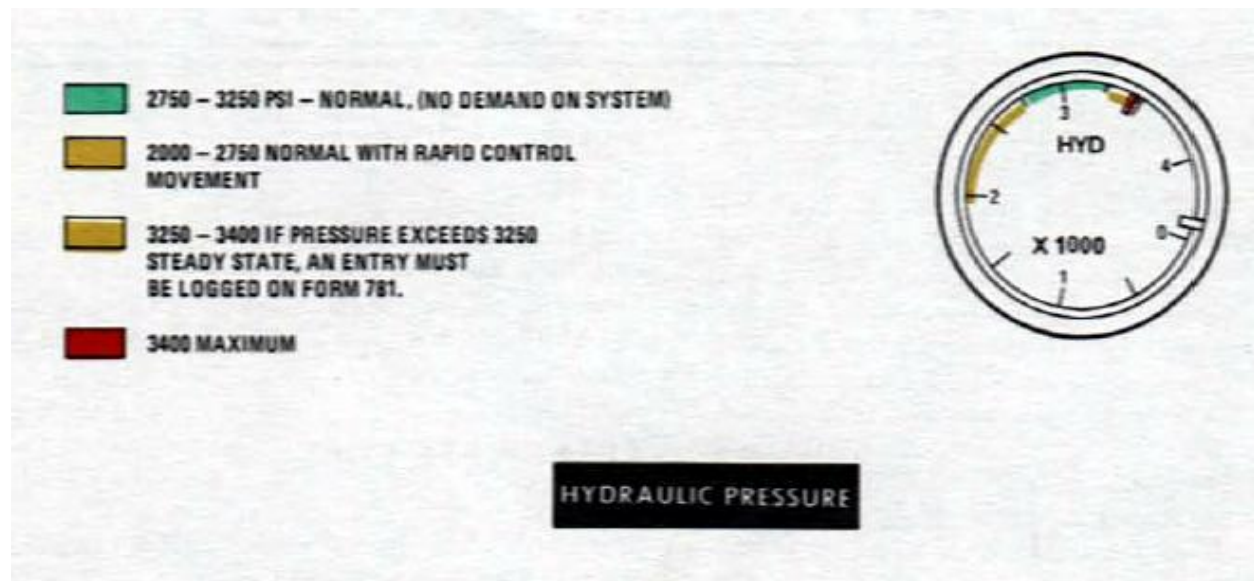 2750 – 3250 PSI – NORMAL, (NO DEMAND ON SYSTEM)
2000 – 2750 NORMAL WITH RAPID CONTROL
MOVEMENT
3250 – 3400 IF PRESSURE EXCEEDS 3250
STEADY STATE, AN ENTRY MUST
BE LOGGED ON FORM 781.
3400 MAXIMUM
3
HYD
4
2
0
X 1000
1
HYDRAULIC PRESSURE